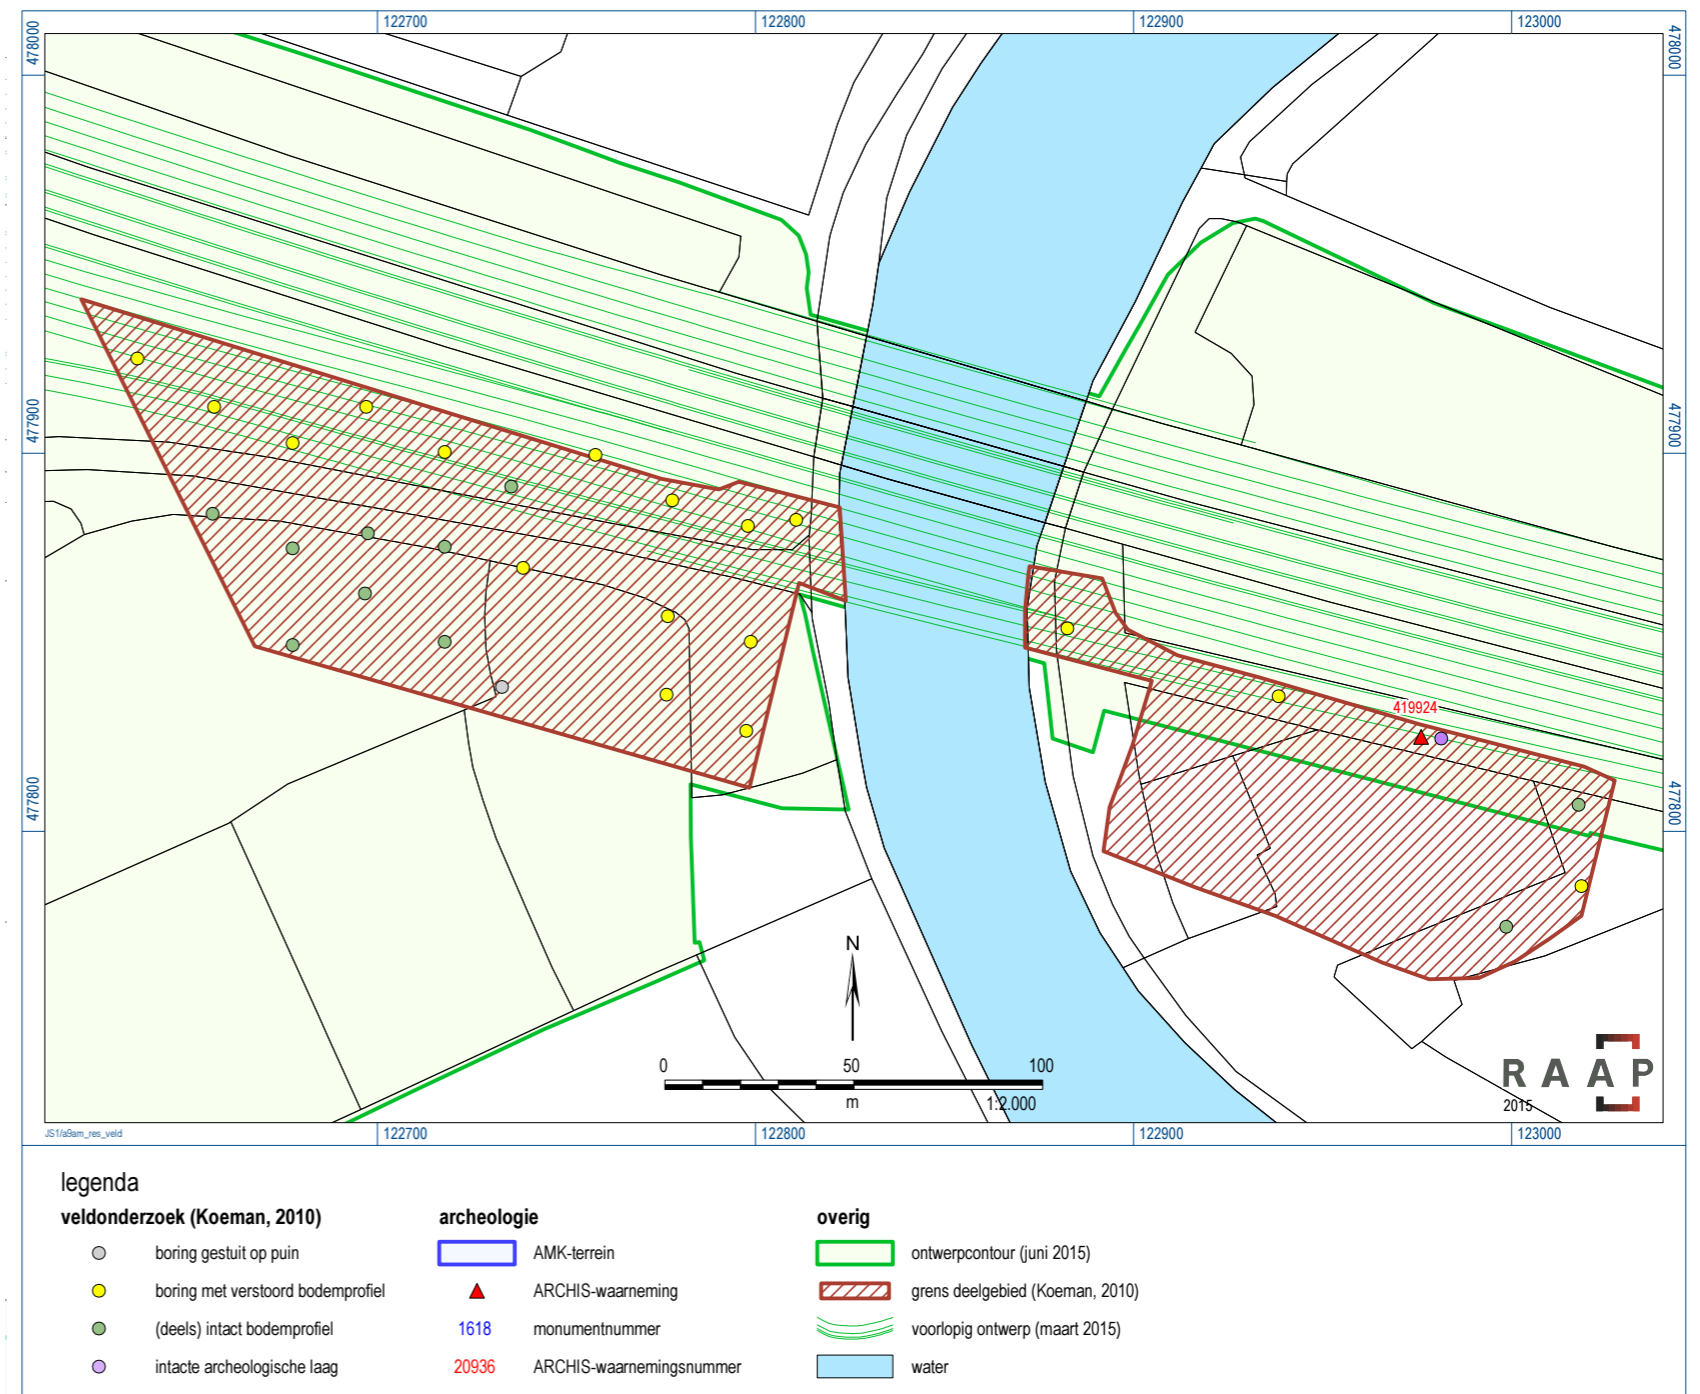 122700 122800 122900 123000
478000 478000
477900 477900
419924
477800 477800
N
0 50 100
m 1:2.000
RAAP
2015
JS1/a9am_res_veld
122700 122800 122900 123000
legenda
veldonderzoek (Koeman, 2010) archeologie overig
boring gestuit op puin AMK-terrein ontwerpcontour (juni 2015)
boring met verstoord bodemprofiel ARCHIS-waarneming grens deelgebied (Koeman, 2010)
(deels) intact bodemprofiel 1618 monumentnummer voorlopig ontwerp (maart 2015)
intacte archeologische laag 20936 ARCHIS-waarnemingsnummer water